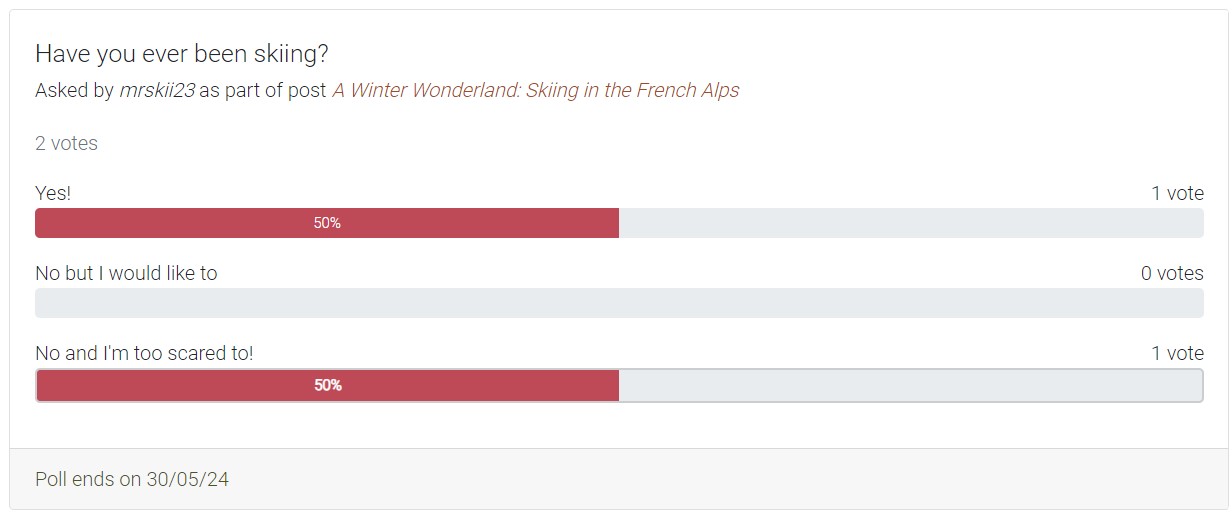 Have you ever been skiing?
Asked by mrskii23 as part of post A Winter Wonderland: Skiing in the French Alps
2 votes
Yes! 1 vote
50%
No but I would like to 0 votes
No and I'm too scared to! 1 vote
50%
Poll ends on 30/05/24